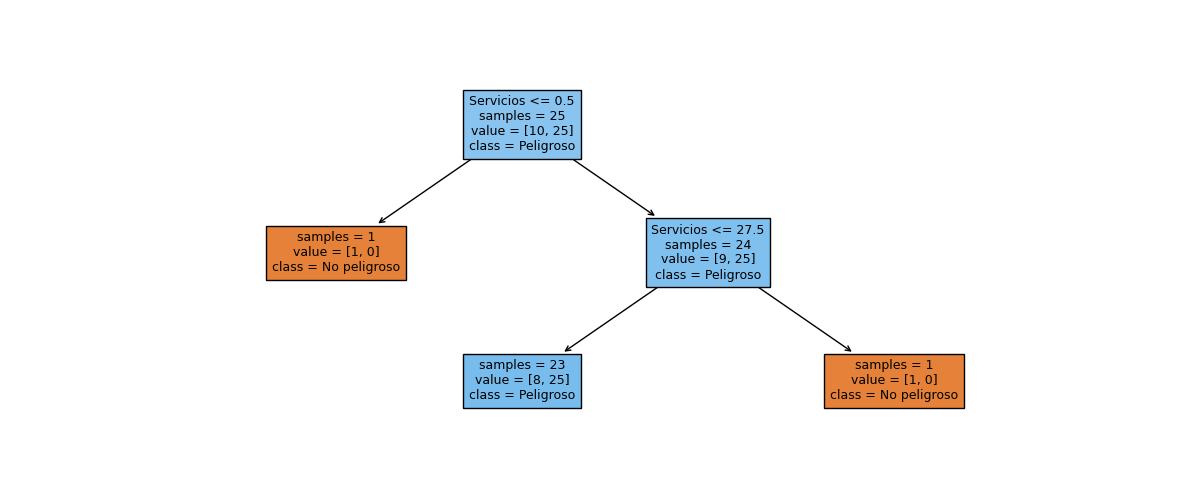 Servicios <= 0.5
samples = 25
value = [10, 25]
class = Peligroso
samples = 1
value = [1, 0]
class = No peligroso
Servicios <= 27.5
samples = 24
value = [9, 25]
class = Peligroso
samples = 23
value = [8, 25]
class = Peligroso
samples = 1
value = [1, 0]
class = No peligroso